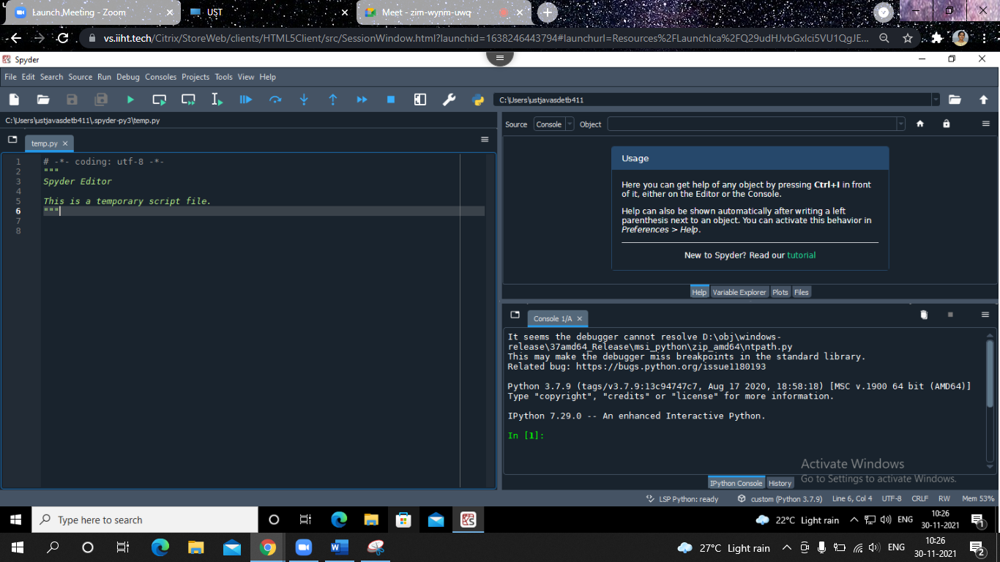 Launch Meeting - Zoom
UST
Meet - zim-wynm-uwq
vs.iiht.tech/Citrix/StoreWeb/clients/HTML5Client/src/SessionWindow.html?launchid=1638246443794#launchurl=Resources%2FLaunchIca%2FQ29udHJvbGxlci5VU1QgJE...
Spyder
File Edit Search Source Run Debug Consoles Projects Tools View Help
C:\Users\ustjavasdetb411
C:\Users\ustjavasdetb411\.spyder-py3\temp.py
temp.py
1 # -*- coding: utf-8 -*-
2 """
3 Spyder Editor
4
5 This is a temporary script file.
6 """
7
8
Source Console Object
Usage
Here you can get help of any object by pressing Ctrl+I in front
of it, either on the Editor or the Console.
Help can also be shown automatically after writing a left
parenthesis next to an object. You can activate this behavior in
Preferences > Help.
New to Spyder? Read our tutorial
Help Variable Explorer Plots Files
Console 1/A
It seems the debugger cannot resolve D:\obj\windows-
release\37amd64_Release\msi_python\zip_amd64\ntpath.py
This may make the debugger miss breakpoints in the standard library.
Related bug: https://bugs.python.org/issue1180193
Python 3.7.9 (tags/v3.7.9:13c94747c7, Aug 17 2020, 18:58:18) [MSC v.1900 64 bit (AMD64)]
Type "copyright", "credits" or "license" for more information.
IPython 7.29.0 -- An enhanced Interactive Python.
In [1]:
Activate Windows
Go to Settings to activate Windows.
IPython Console History
LSP Python: ready custom (Python 3.7.9) Line 6, Col 4 UTF-8 CRLF RW Mem 53%
Type here to search
22°C Light rain ENG
10:26
30-11-2021
1
27°C Light rain ENG
10:26
30-11-2021
2